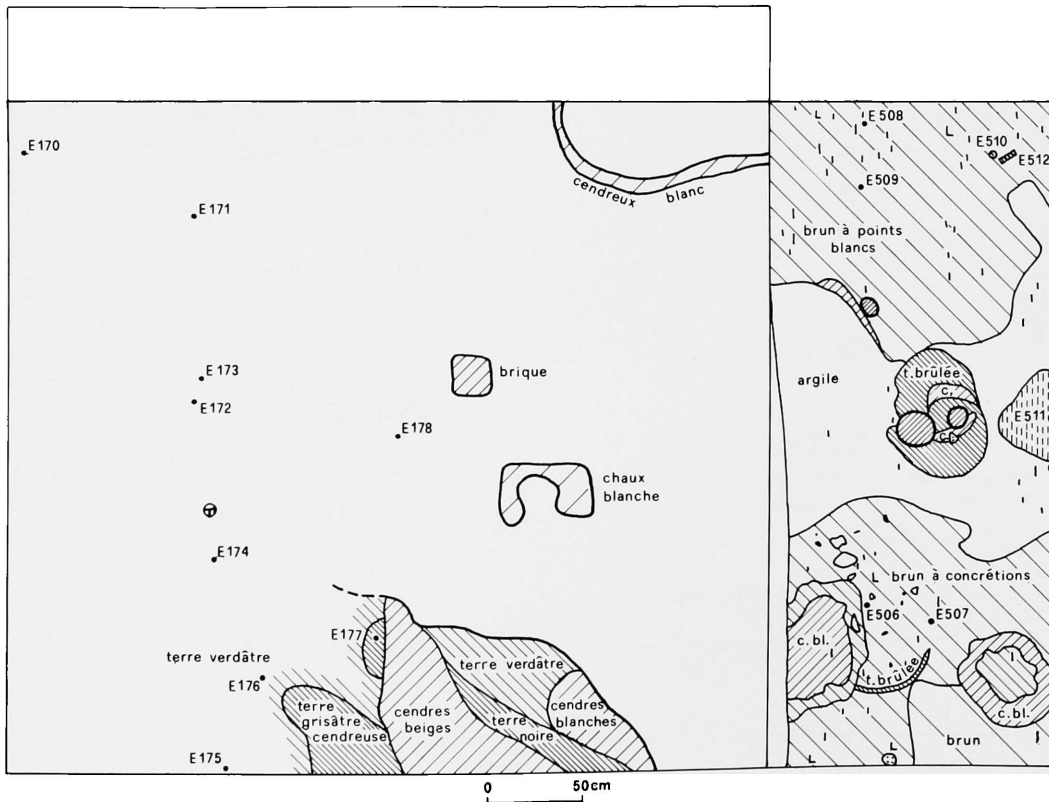 E170
E171
E173
E172
E178
E174
E177
E176
E175
cendreux blanc
brique
chaux
blanche
terre verdâtre
terre
grisâtre
cendreuse
cendres
beiges
terre verdâtre
terre
noire
cendres
blanches
L
E508
L
E510
E512
E509
brun à points
blancs
argile
t.brûlée
c.
c.
E511
L brun à concrétions
E506
E507
c.bl.
t.brûlée
c.bl.
L
brun
0 50cm